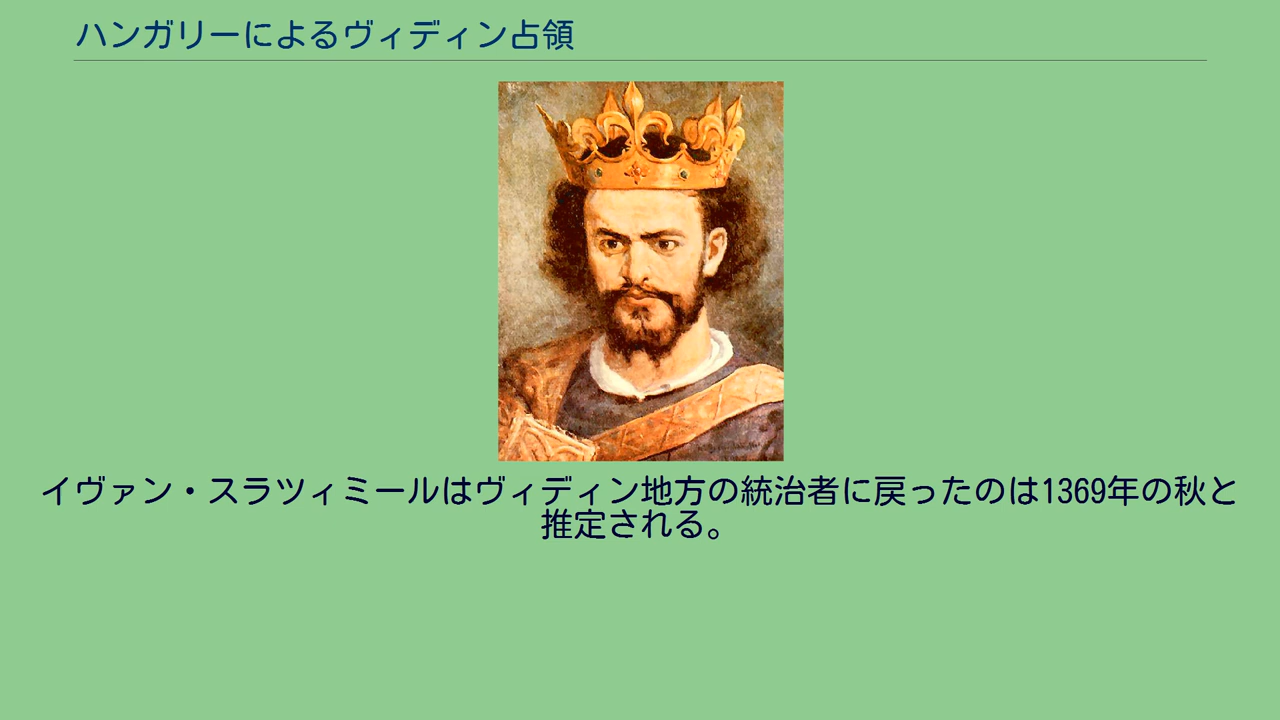 ハンガリーによるヴィディン占領
イヴァン・スラツィミールはヴィディン地方の統治者に戻ったのは1369年の秋と
推定される。